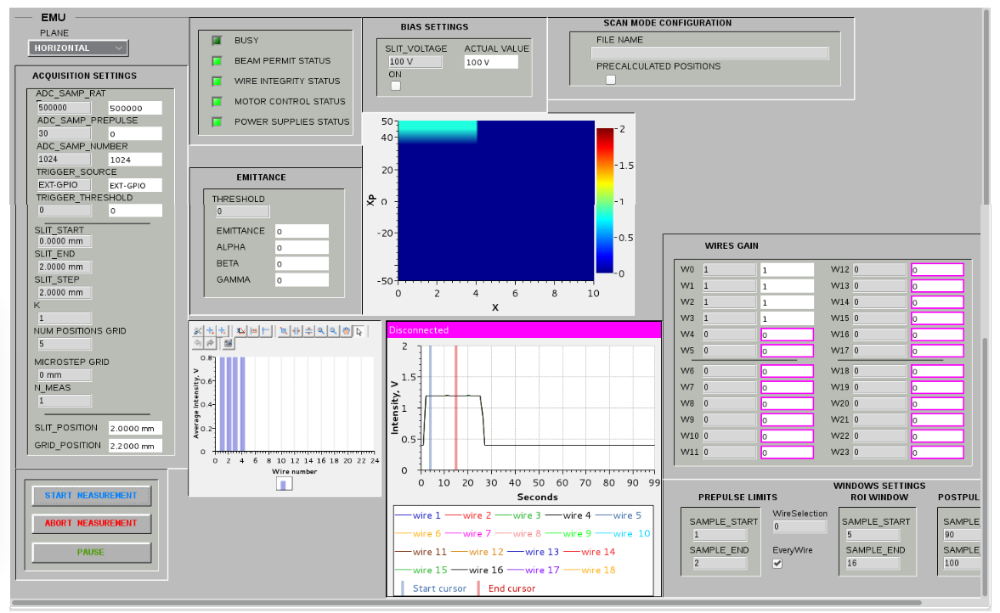 EMU
PLANE
HORIZONTAL
ACQUISITION SETTINGS
ADC_SAMP_RAT
500000 500000
ADC_SAMP_PREPULSE
30 0
ADC_SAMP_NUMBER
1024 1024
TRIGGER_SOURCE
EXT-GPIO EXT-GPIO
TRIGGER_THRESHOLD
0 0
SLIT_START
0.0000 mm
SLIT_END
2.0000 mm
SLIT_STEP
2.0000 mm
K
1
NUM POSITIONS GRID
5
MICROSTEP GRID
0 mm
N_MEAS
1
SLIT_POSITION 2.0000 mm
GRID_POSITION 2.2000 mm
START MEASUREMENT
ABORT MEASUREMENT
PAUSE
BUSY
BEAM PERMIT STATUS
WIRE INTEGRITY STATUS
MOTOR CONTROL STATUS
POWER SUPPLIES STATUS
EMITTANCE
THRESHOLD
0
EMITTANCE 0
ALPHA 0
BETA 0
GAMMA 0
BIAS SETTINGS
SLIT_VOLTAGE ACTUAL VALUE
100 V 100 V
ON
SCAN MODE CONFIGURATION
FILE NAME
PRECALCULATED POSITIONS
50
40
20
0
-20
-50
Xp
0 2 4 6 8 10
X
2
1.5
1
0.5
0
0.8
0.6
0.4
0.2
0
Average Intensity, V
0 2 4 6 8 10 12 14 16 18 20 22 24
Wire number
Disconnected
2
1.5
1
0.5
0
Intensity, V
0 10 20 30 40 50 60 70 80 90 99
Seconds
wire 1 wire 2 wire 3 wire 4 wire 5
wire 6 wire 7 wire 8 wire 9 wire 10
wire 11 wire 12 wire 13 wire 14
wire 15 wire 16 wire 17 wire 18
Start cursor End cursor
WIRES GAIN
W0 1 1 W12 0 0
W1 1 1 W13 0 0
W2 1 1 W14 0 0
W3 1 1 W15 0 0
W4 0 0 W16 0 0
W5 0 0 W17 0 0
W6 0 0 W18 0 0
W7 0 0 W19 0 0
W8 0 0 W20 0 0
W9 0 0 W21 0 0
W10 0 0 W22 0 0
W11 0 0 W23 0 0
WINDOWS SETTINGS
PREPULSE LIMITS ROI WINDOW POSTPUL
SAMPLE_START WireSelection SAMPLE_START SAMPLE
1 0 5 90
SAMPLE_END EveryWire SAMPLE_END SAMPLE_
2 16 100